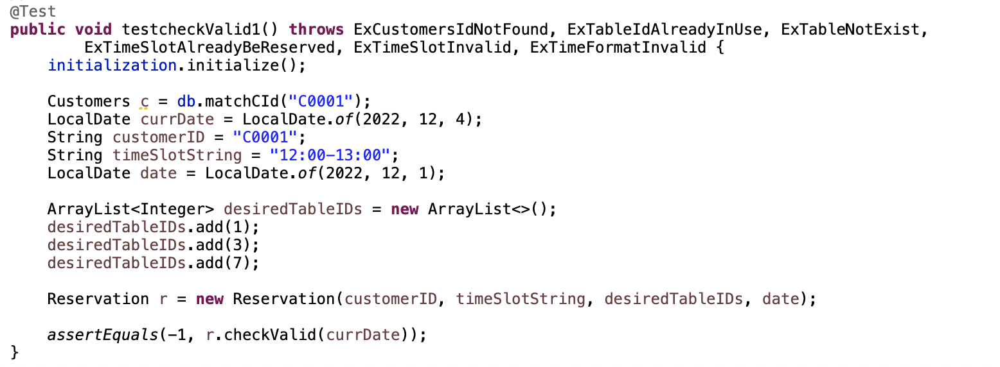 @Test
public void testcheckValid1() throws ExCustomersIdNotFound, ExTableIdAlreadyInUse, ExTableNotExist,
        ExTimeSlotAlreadyBeReserved, ExTimeSlotInvalid, ExTimeFormatInvalid {
    initialization.initialize();

    Customers c = db.matchCId("C0001");
    LocalDate currDate = LocalDate.of(2022, 12, 4);
    String customerID = "C0001";
    String timeSlotString = "12:00-13:00";
    LocalDate date = LocalDate.of(2022, 12, 1);

    ArrayList<Integer> desiredTableIDs = new ArrayList<>();
    desiredTableIDs.add(1);
    desiredTableIDs.add(3);
    desiredTableIDs.add(7);

    Reservation r = new Reservation(customerID, timeSlotString, desiredTableIDs, date);

    assertEquals(-1, r.checkValid(currDate));
}